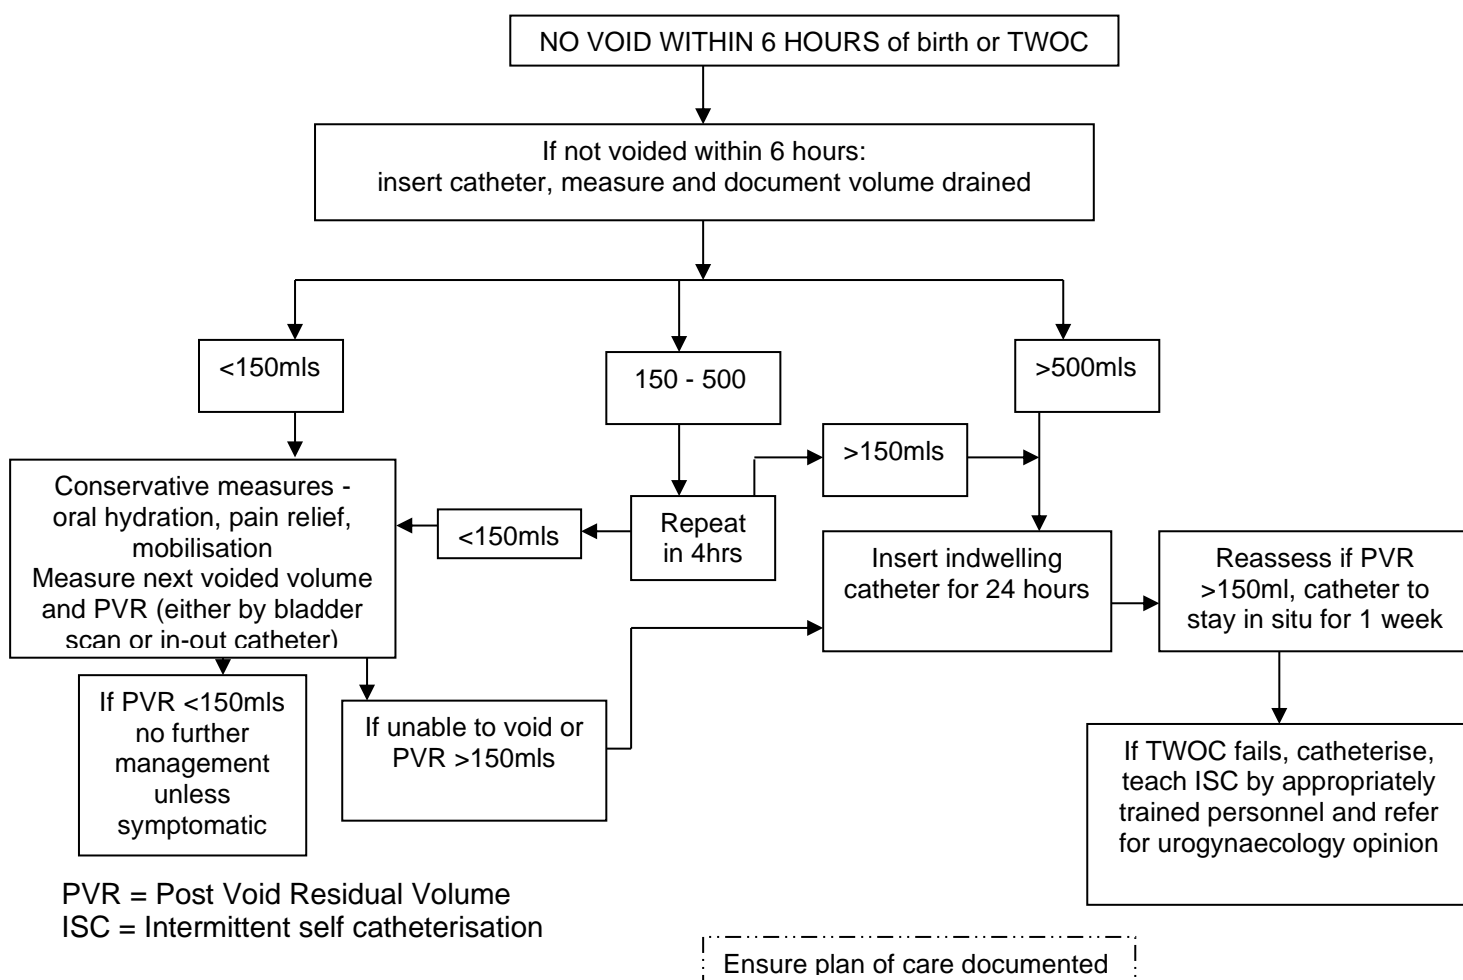 NO VOID WITHIN 6 HOURS of birth or TWOC
If not voided within 6 hours:
insert catheter, measure and document volume drained
<150mls
150 - 500
>500mls
>150mls
<150mls
Repeat
in 4hrs
Conservative measures -
oral hydration, pain relief,
mobilisation
Measure next voided volume
and PVR (either by bladder
scan or in-out catheter)
Insert indwelling
catheter for 24 hours
Reassess if PVR
>150ml, catheter to
stay in situ for 1 week
If PVR <150mls
no further
management
unless
symptomatic
If unable to void or
PVR >150mls
If TWOC fails, catheterise,
teach ISC by appropriately
trained personnel and refer
for urogynaecology opinion
PVR = Post Void Residual Volume
ISC = Intermittent self catheterisation
Ensure plan of care documented